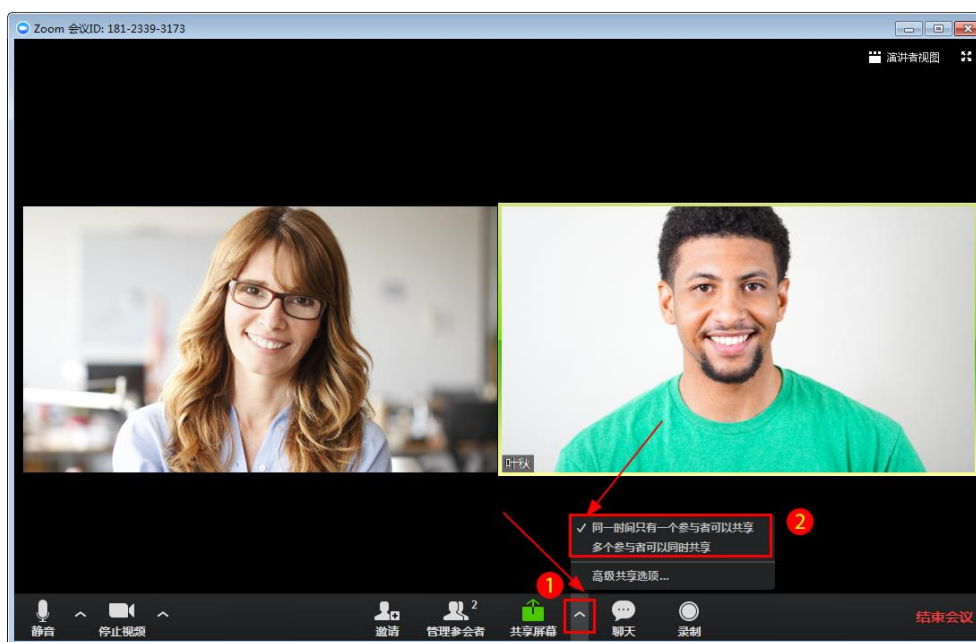 Zoom 会议ID: 181-2339-3173
演讲者视图
叶秋
✓ 同一时间只有一个参与者可以共享
多个参与者可以同时共享
2
高级共享选项...
1
静音
停止视频
邀请
管理参会者 2
共享屏幕
聊天
录制
结束会议